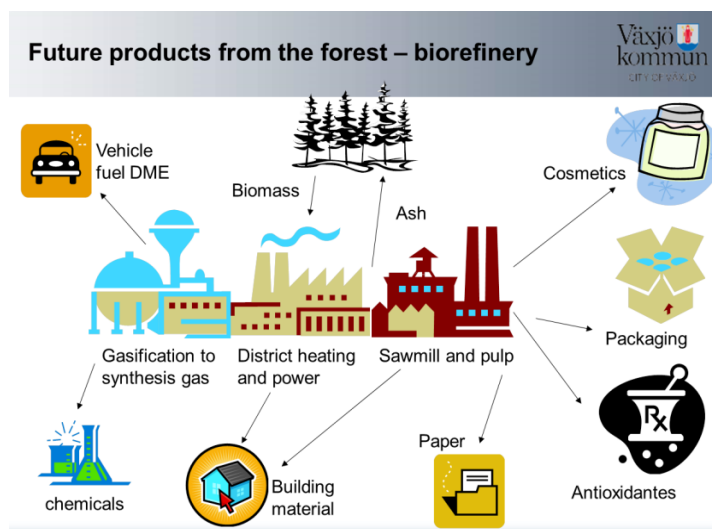 Future products from the forest – biorefinery
Växjö
kommun
CITY OF VÄXJÖ
Vehicle
fuel DME
Biomass
Ash
Cosmetics
Gasification to
synthesis gas
District heating
and power
Sawmill and pulp
Packaging
chemicals
Building
material
Paper
Rx
Antioxidantes